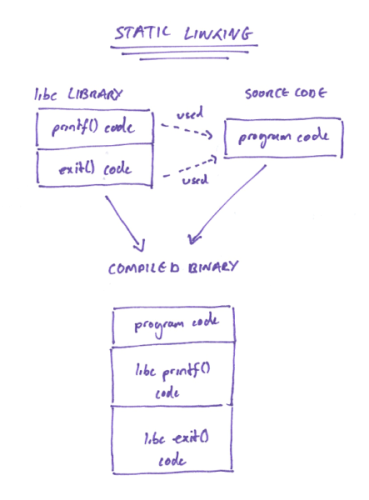 STATIC LINKING
libc LIBRARY
SOURCE CODE
printf() code
used
program code
exit() code
used
COMPILED BINARY
program code
libc printf()
code
libc exit()
code